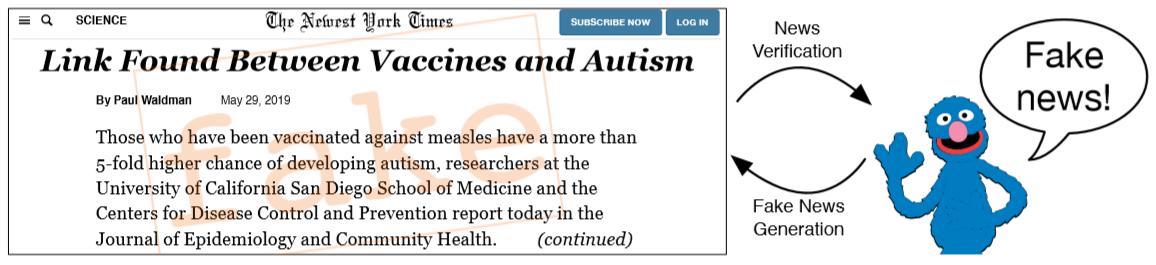 SCIENCE
The Newest York Times
SUBSCRIBE NOW
LOG IN
Link Found Between Vaccines and Autism
By Paul Waldman May 29, 2019
Those who have been vaccinated against measles have a more than
5-fold higher chance of developing autism, researchers at the
University of California San Diego School of Medicine and the
Centers for Disease Control and Prevention report today in the
Journal of Epidemiology and Community Health. (continued)
fake
News
Verification
Fake News
Generation
Fake
news!